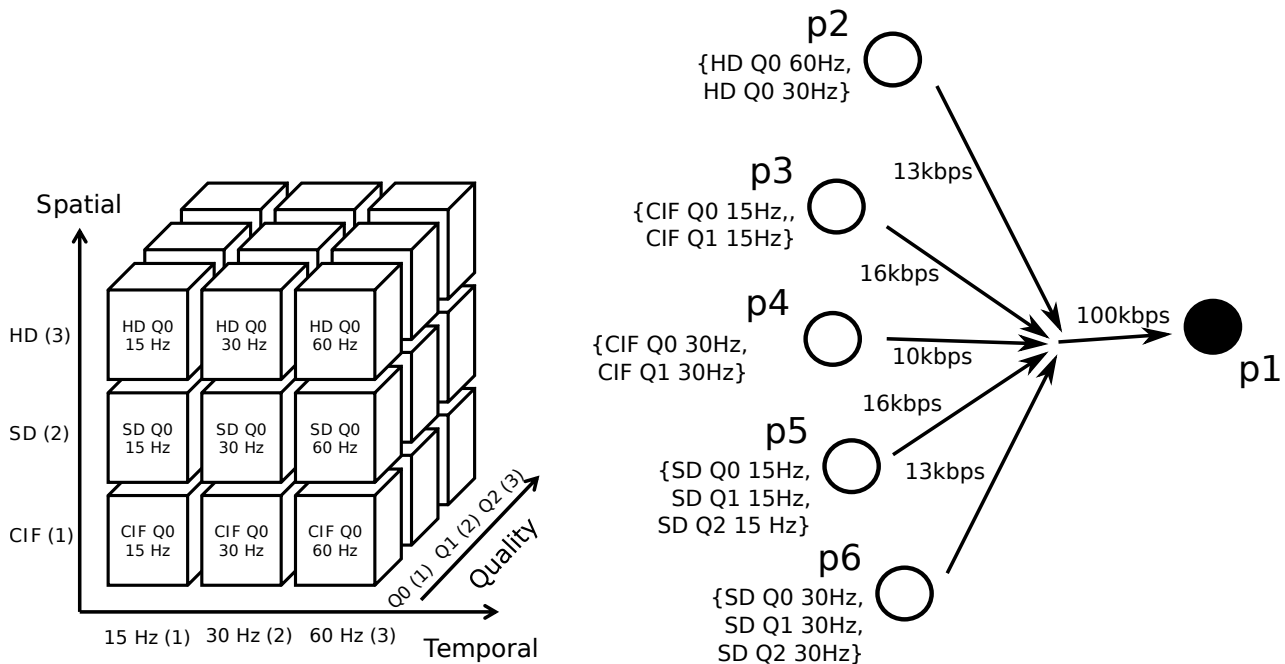 Spatial
HD (3)
SD (2)
CIF (1)
HD Q0
15 Hz
HD Q0
30 Hz
HD Q0
60 Hz
SD Q0
15 Hz
SD Q0
30 Hz
SD Q0
60 Hz
CIF Q0
15 Hz
CIF Q0
30 Hz
CIF Q0
60 Hz
Q0 (1) Q1 (2) Q2 (3)
Quality
15 Hz (1) 30 Hz (2) 60 Hz (3)
Temporal
p2
{HD Q0 60Hz,
HD Q0 30Hz}
13kbps
p3
{CIF Q0 15Hz,,
CIF Q1 15Hz}
16kbps
p4
{CIF Q0 30Hz,
CIF Q1 30Hz}
10kbps
p5
{SD Q0 15Hz,
SD Q1 15Hz,
SD Q2 15 Hz}
16kbps
p6
{SD Q0 30Hz,
SD Q1 30Hz,
SD Q2 30Hz}
13kbps
100kbps
p1